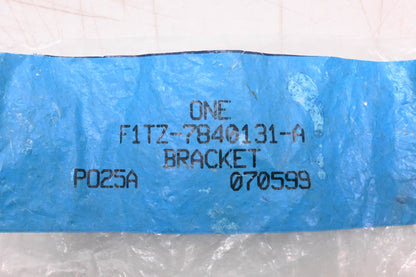 ONE
F1TZ-7840131-A
BRACKET
P025A 070599